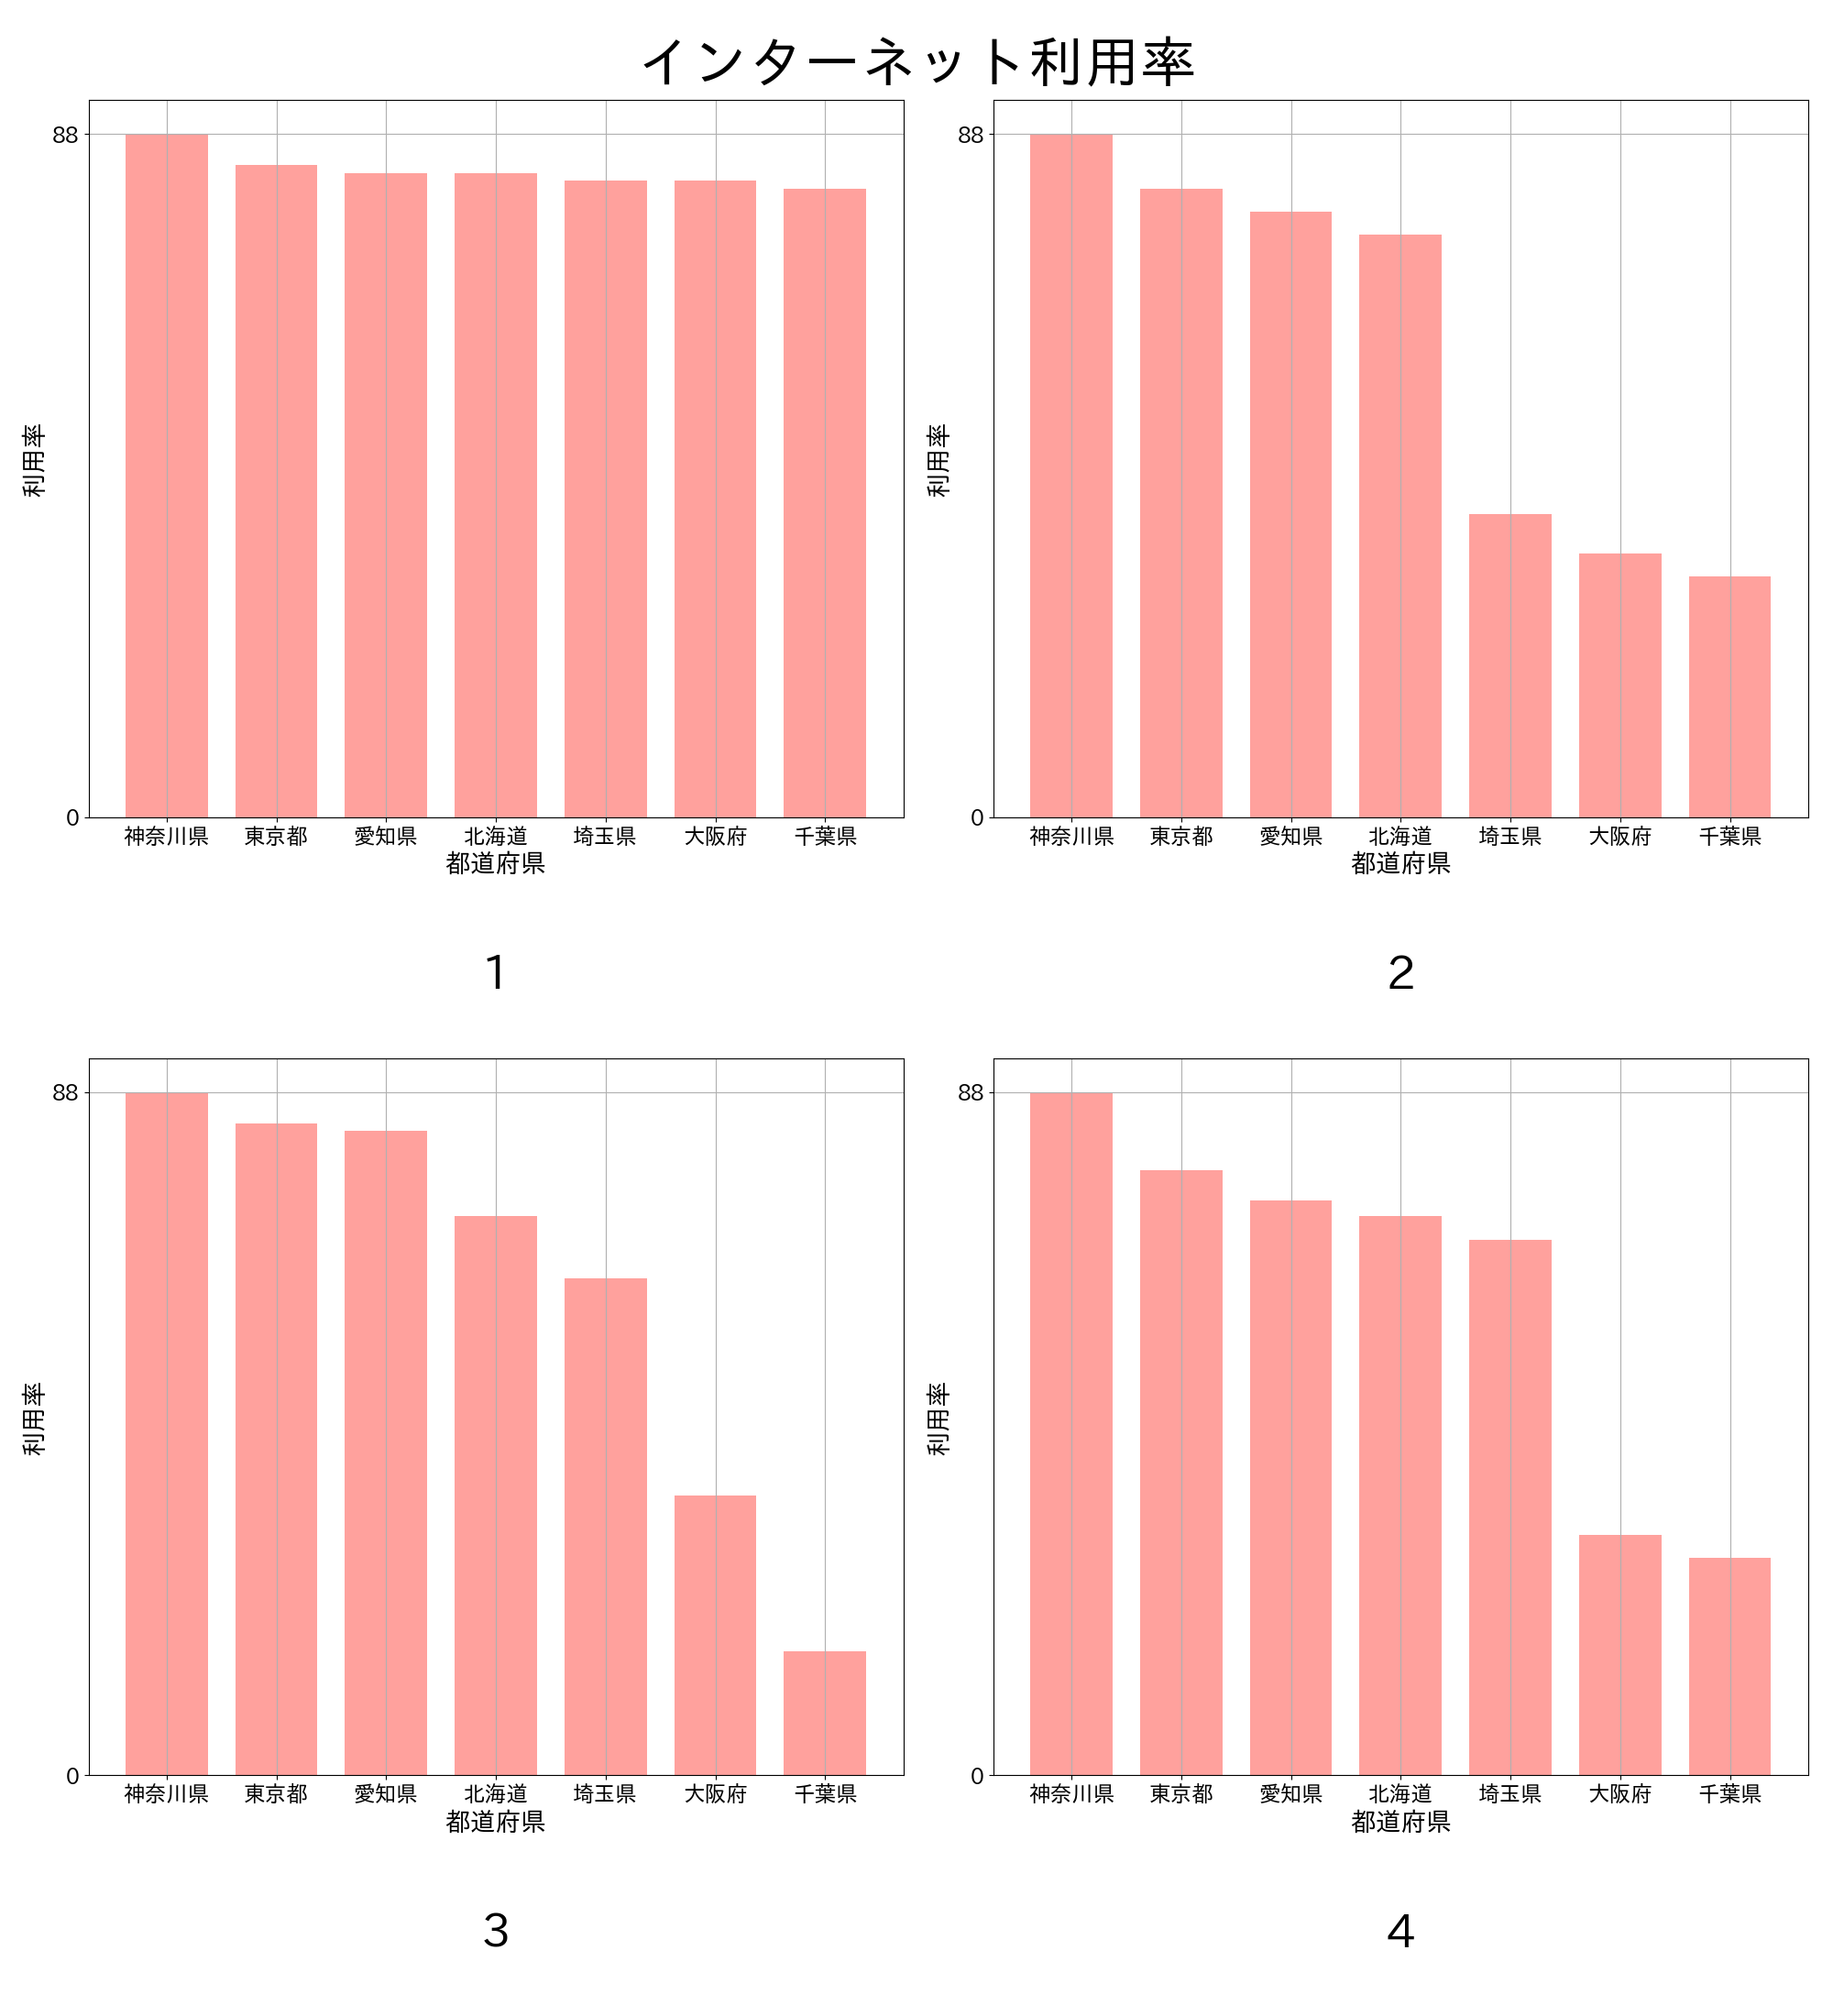 インターネット利用率
88
0
利用率
神奈川県 東京都 愛知県 北海道 埼玉県 大阪府 千葉県
都道府県
1
88
0
利用率
神奈川県 東京都 愛知県 北海道 埼玉県 大阪府 千葉県
都道府県
2
88
0
利用率
神奈川県 東京都 愛知県 北海道 埼玉県 大阪府 千葉県
都道府県
3
88
0
利用率
神奈川県 東京都 愛知県 北海道 埼玉県 大阪府 千葉県
都道府県
4